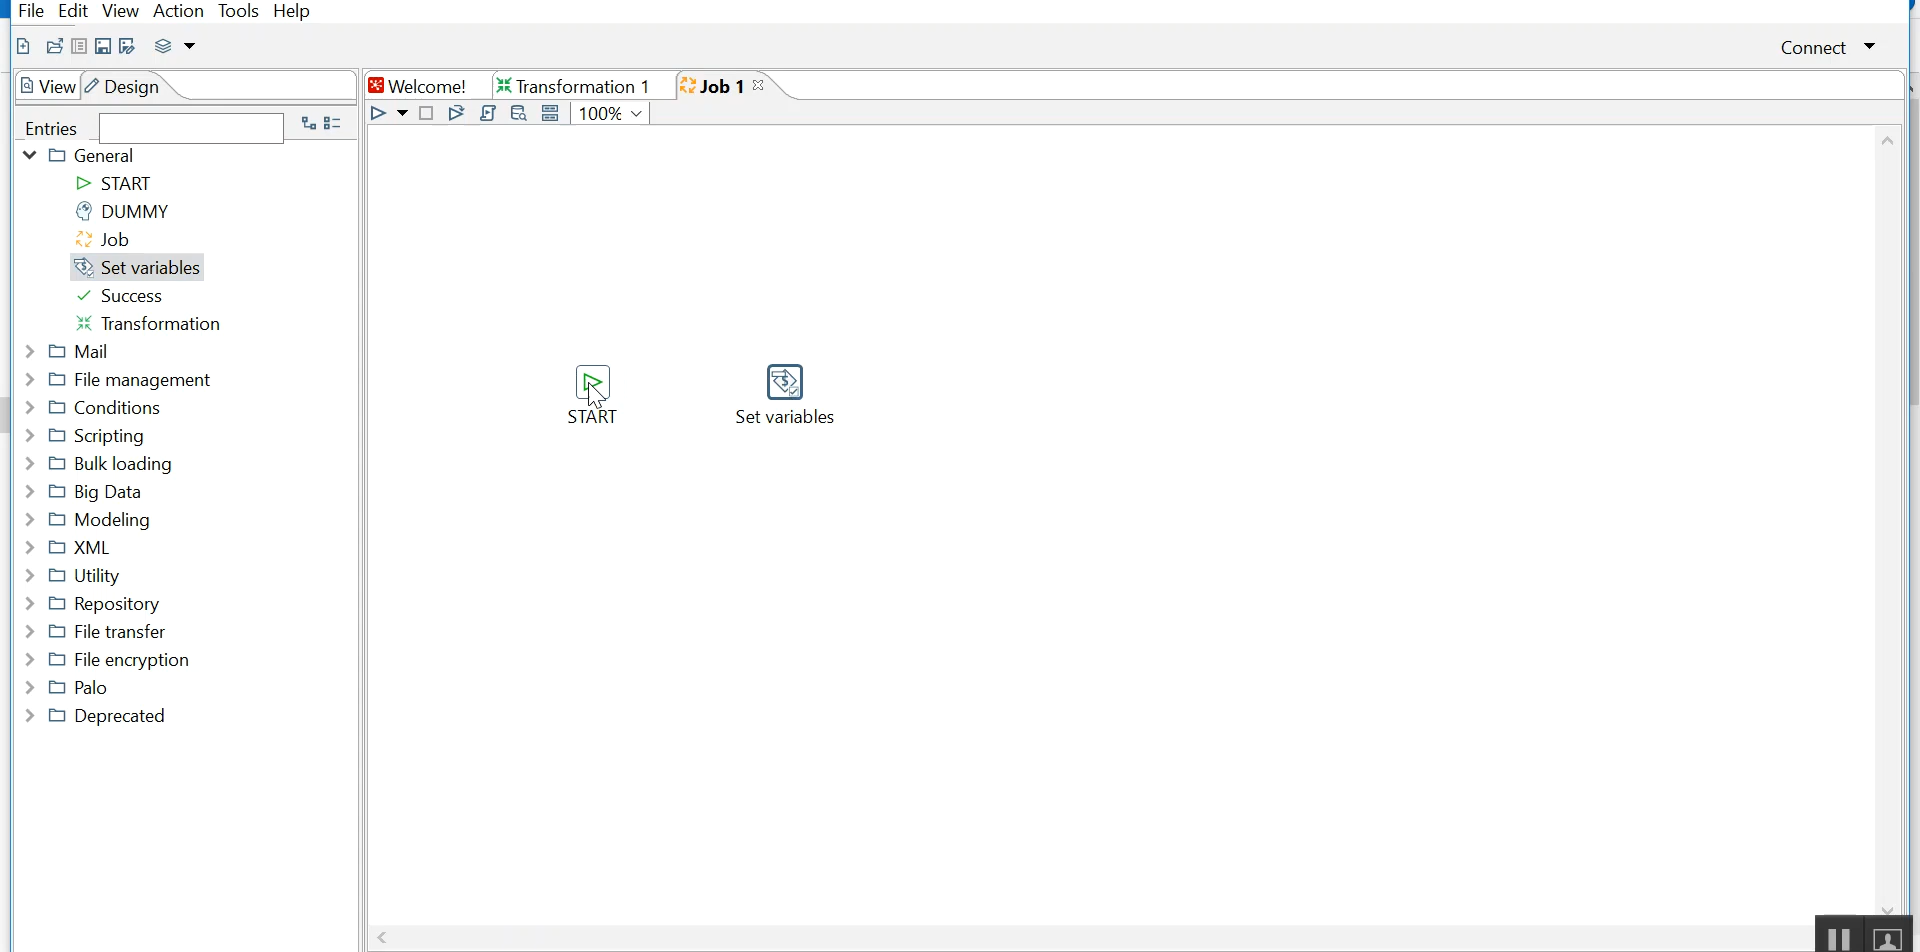 File Edit View Action Tools Help
Connect
View Design
Welcome! Transformation 1 Job 1
100%
Entries
General
START
DUMMY
Job
Set variables
Success
Transformation
Mail
File management
Conditions
Scripting
Bulk loading
Big Data
Modeling
XML
Utility
Repository
File transfer
File encryption
Palo
Deprecated
START
Set variables